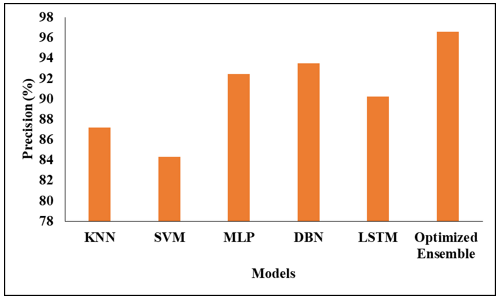 98
96
94
92
90
88
86
84
82
80
78
Precision (%)
KNN SVM MLP DBN LSTM Optimized
Ensemble
Models